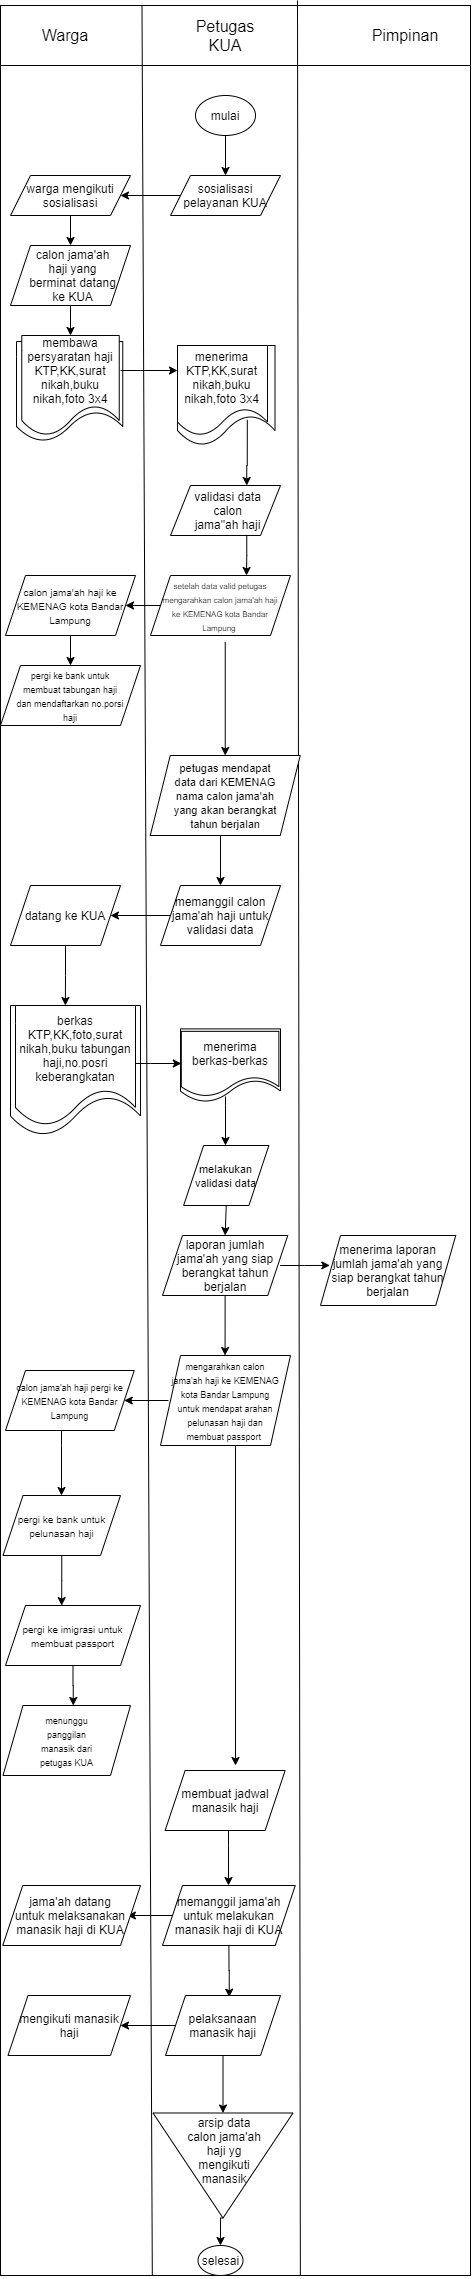 Warga
Petugas
KUA
Pimpinan
mulai
sosialisasi
pelayanan KUA
warga mengikuti
sosialisasi
calon jama'ah
haji yang
berminat datang
ke KUA
membawa
persyaratan haji
KTP,KK,surat
nikah,buku
nikah,foto 3x4
menerima
KTP,KK,surat
nikah,buku
nikah,foto 3x4
validasi data
calon
jama"ah haji
setelah data valid petugas
mengarahkan calon jama'ah haji
ke KEMENAG kota Bandar
Lampung
calon jama'ah haji ke
KEMENAG kota Bandar
Lampung
pergi ke bank untuk
membuat tabungan haji
dan mendaftarkan no.porsi
haji
petugas mendapat
data dari KEMENAG
nama calon jama'ah
yang akan berangkat
tahun berjalan
memanggil calon
jama'ah haji untuk
validasi data
datang ke KUA
berkas
KTP,KK,foto,surat
nikah,buku tabungan
haji,no.posri
keberangkatan
menerima
berkas-berkas
melakukan
validasi data
laporan jumlah
jama'ah yang siap
berangkat tahun
berjalan
menerima laporan
jumlah jama'ah yang
siap berangkat tahun
berjalan
mengarahkan calon
jama'ah haji ke KEMENAG
kota Bandar Lampung
untuk mendapat arahan
pelunasan haji dan
membuat passport
calon jama'ah haji pergi ke
KEMENAG kota Bandar
Lampung
pergi ke bank untuk
pelunasan haji
pergi ke imigrasi untuk
membuat passport
menunggu
panggilan
manasik dari
petugas KUA
membuat jadwal
manasik haji
memanggil jama'ah
untuk melakukan
manasik haji di KUA
jama'ah datang
untuk melaksanakan
manasik haji di KUA
pelaksanaan
manasik haji
mengikuti manasik
haji
arsip data
calon jama'ah
haji yg
mengikuti
manasik
selesai